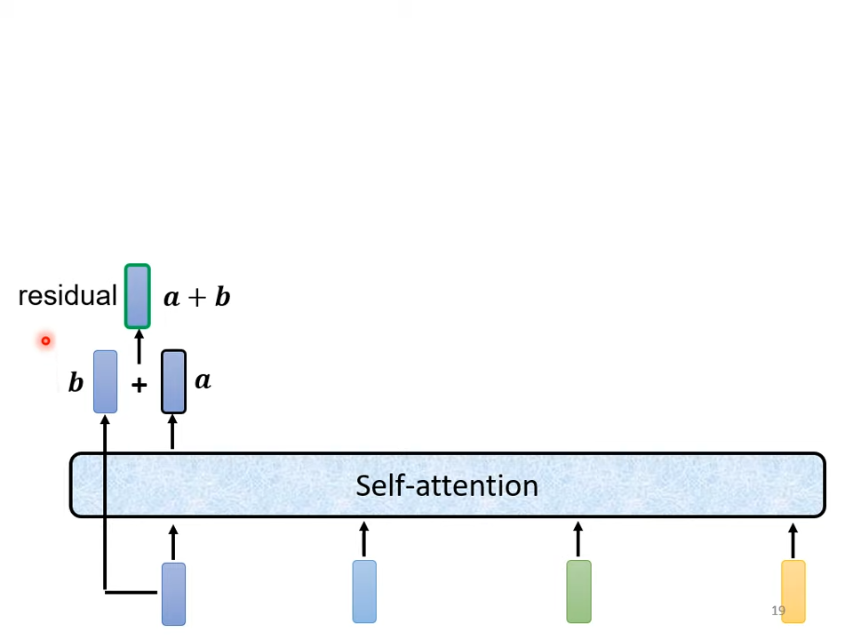 residual a + b
b + a
Self-attention
19